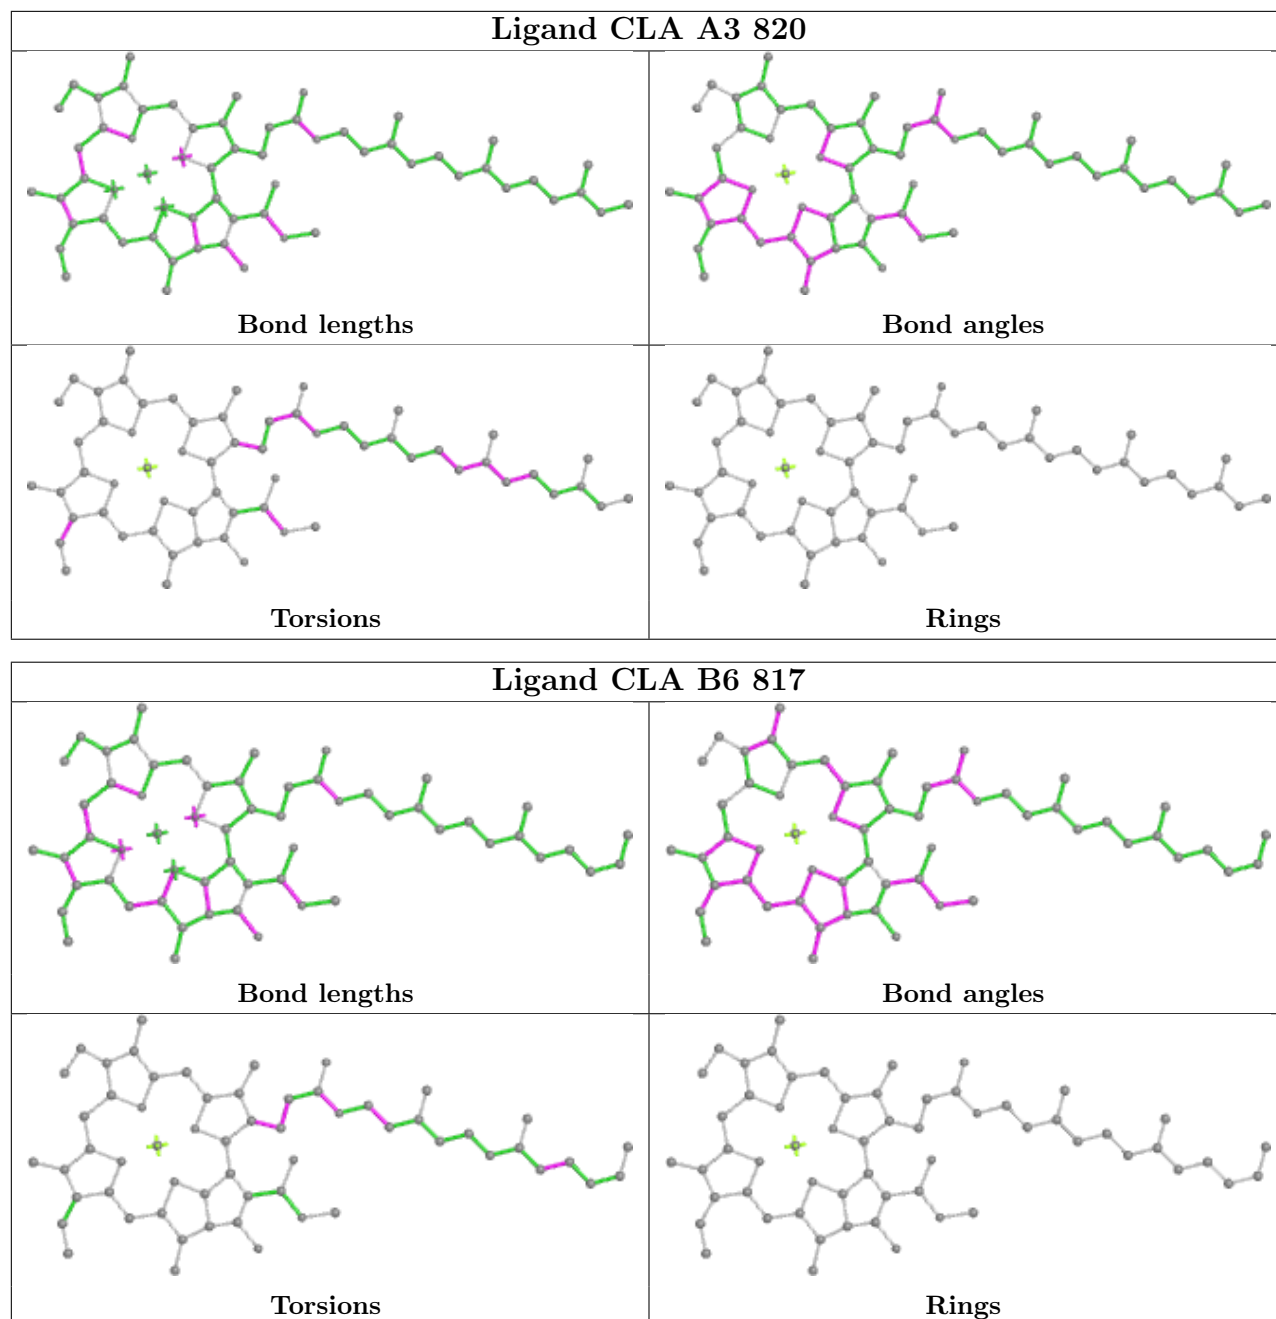 Ligand CLA A3 820
Bond lengths
Bond angles
Torsions
Rings
Ligand CLA B6 817
Bond lengths
Bond angles
Torsions
Rings